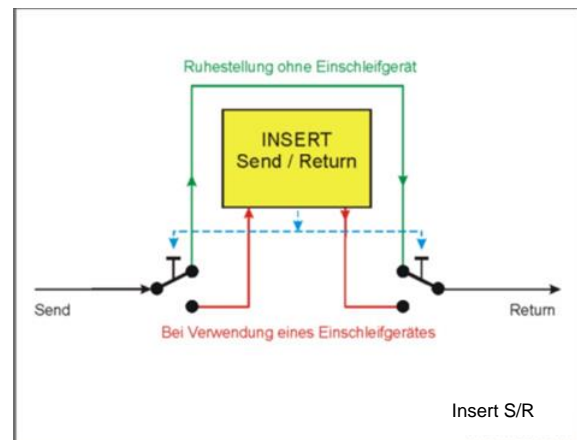 Ruhestellung ohne Einschleifgerät
INSERT
Send / Return
Send
Return
Bei Verwendung eines Einschleifgerätes
Insert S/R